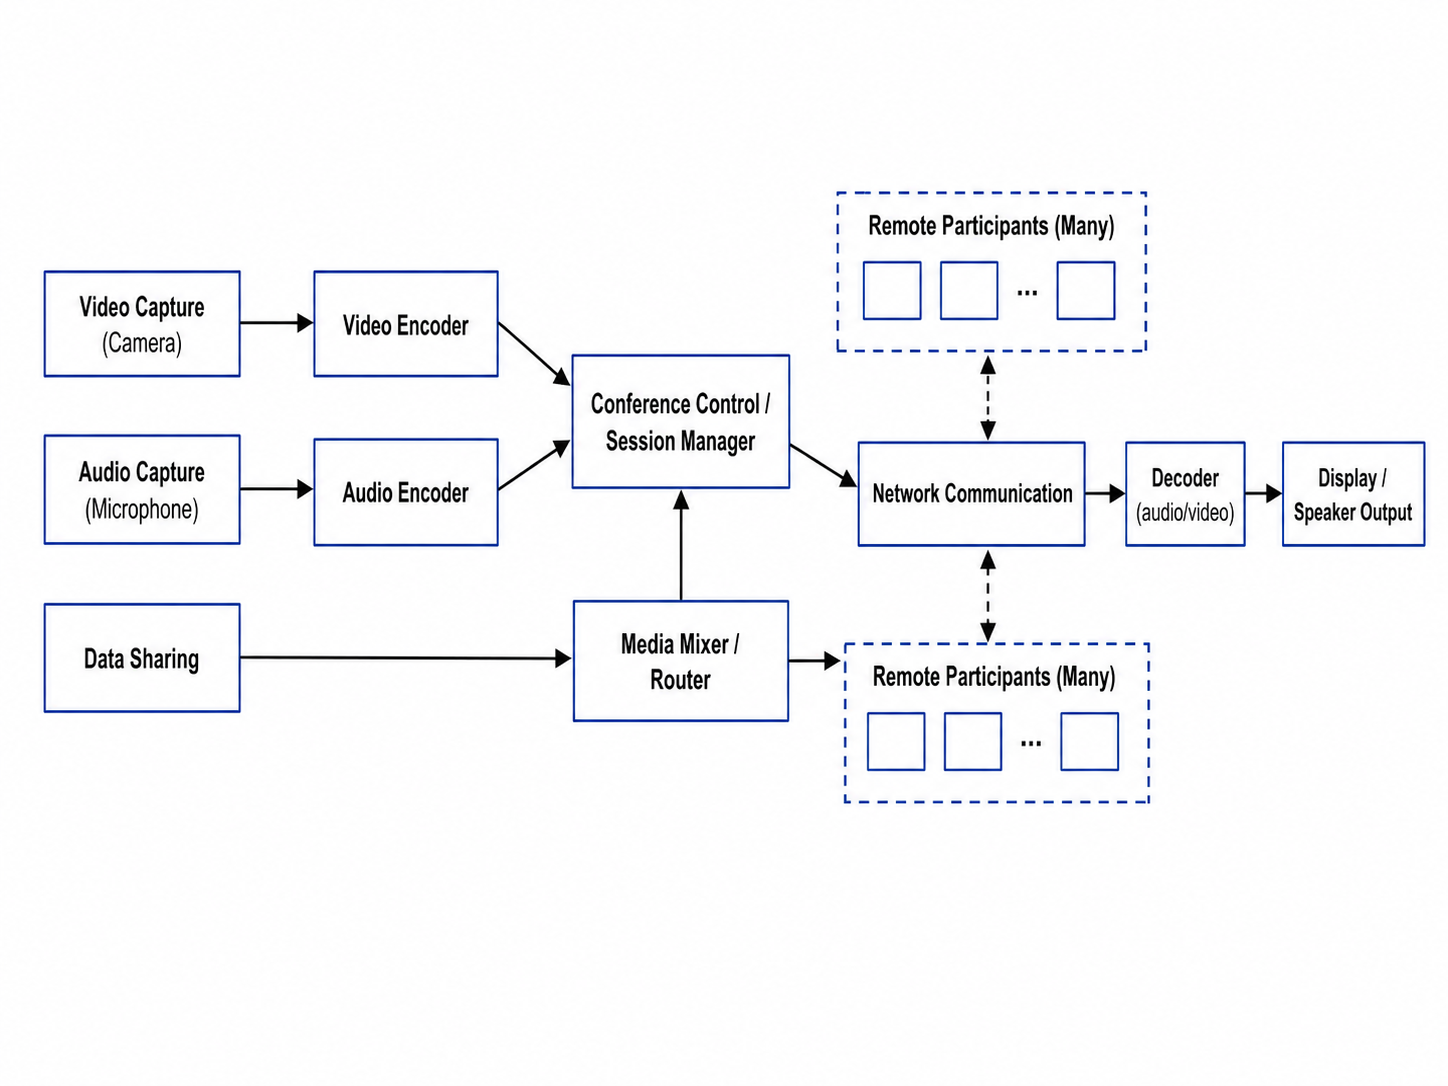 Remote Participants (Many)
...
Video Capture
(Camera)
Video Encoder
Conference Control /
Session Manager
Audio Capture
(Microphone)
Audio Encoder
Network Communication
Decoder
(audio/video)
Display /
Speaker Output
Data Sharing
Media Mixer /
Router
Remote Participants (Many)
...